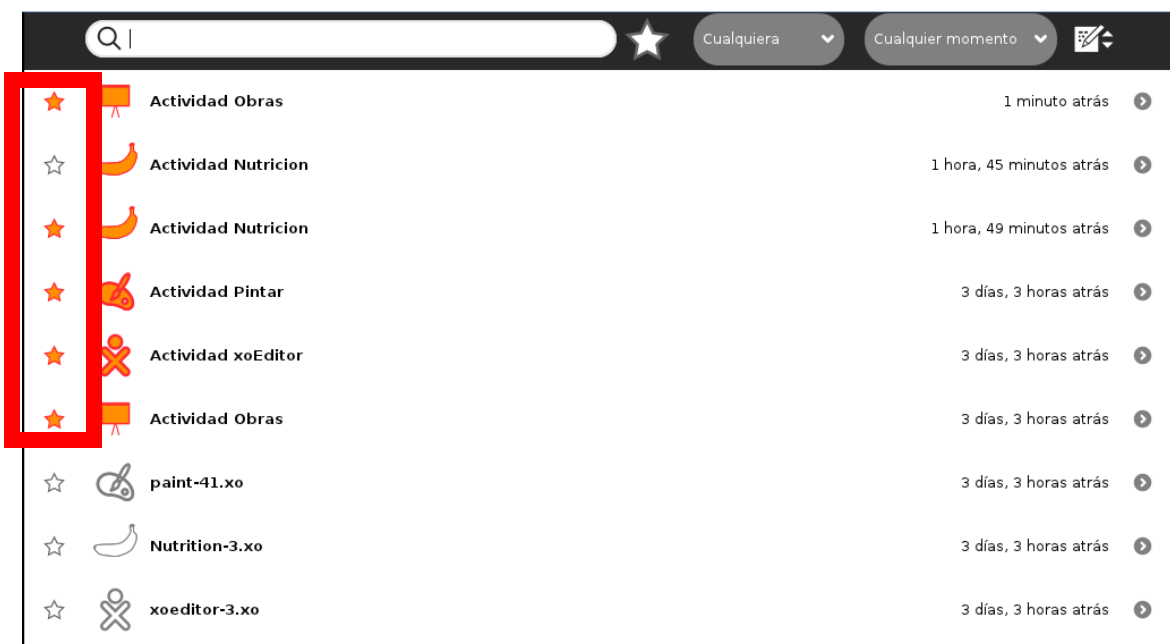 Cualquiera Cualquier momento
Actividad Obras 1 minuto atrás
Actividad Nutricion 1 hora, 45 minutos atrás
Actividad Nutricion 1 hora, 49 minutos atrás
Actividad Pintar 3 días, 3 horas atrás
Actividad xoEditor 3 días, 3 horas atrás
Actividad Obras 3 días, 3 horas atrás
paint-41.xo 3 días, 3 horas atrás
Nutrition-3.xo 3 días, 3 horas atrás
xoeditor-3.xo 3 días, 3 horas atrás